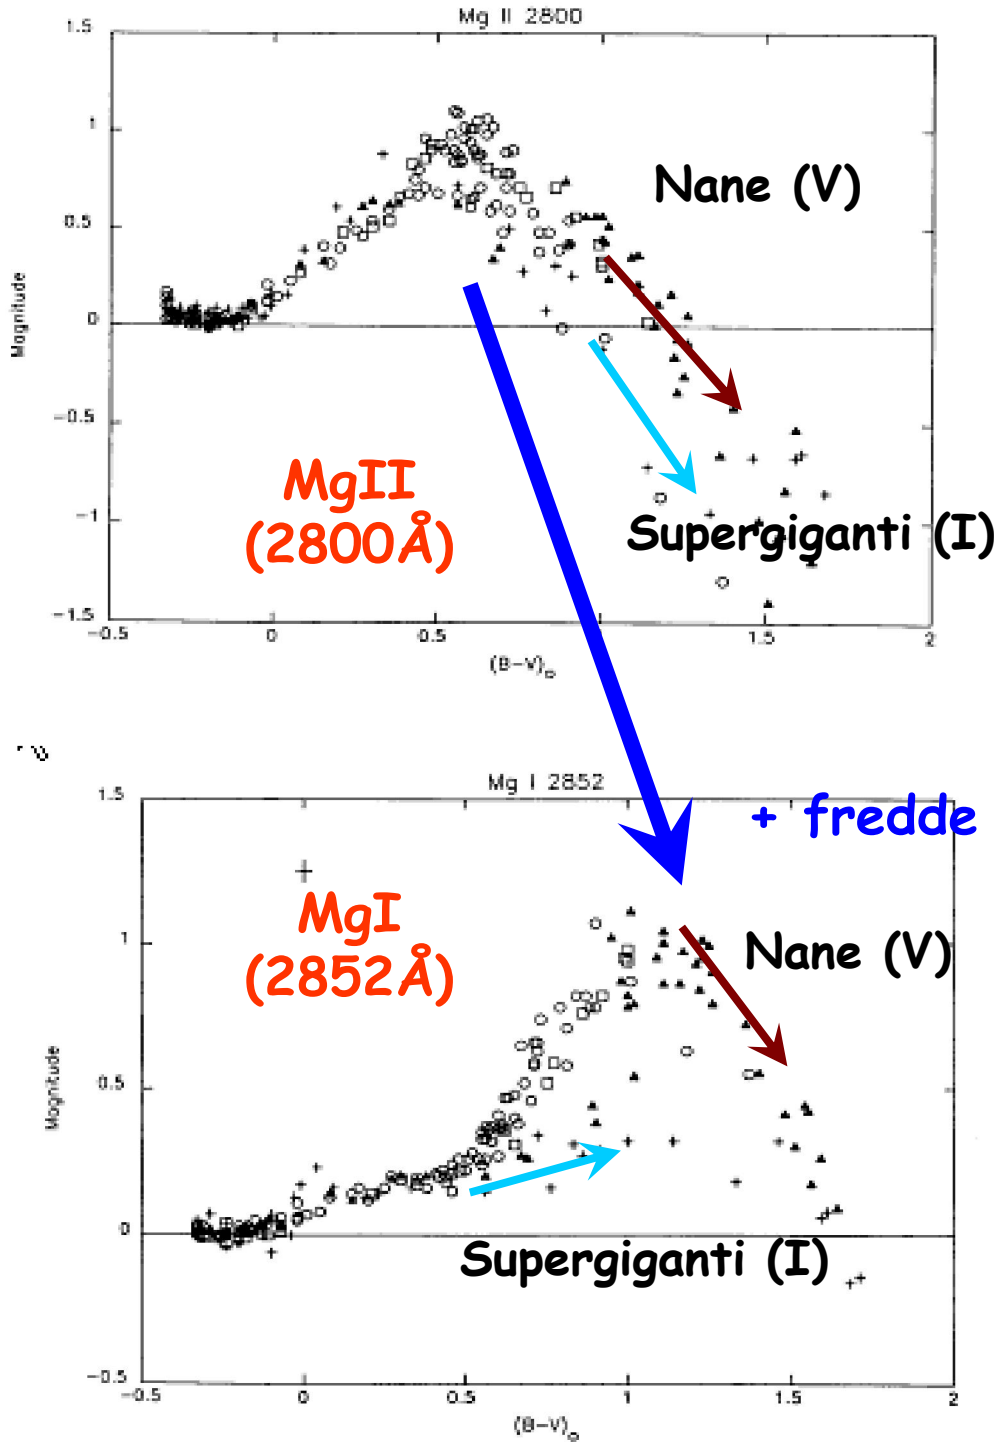 Mg II 2800
1.5
1
0.5
0
−0.5
−1
−1.5
Magnitude
Nane (V)
MgII
(2800Å)
Supergiganti (I)
−0.5
0
0.5
1.5
2
(B−V)o
Mg I 2852
1.5
1
0.5
0
−0.5
Magnitude
+ fredde
MgI
(2852Å)
Nane (V)
Supergiganti (I)
−0.5
0
0.5
1
1.5
2
(B−V)o